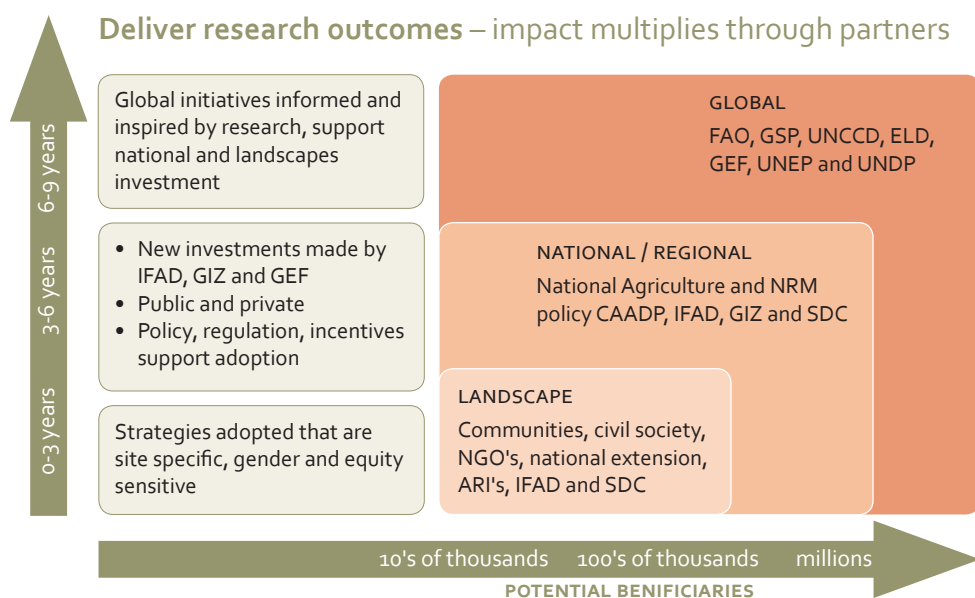 Deliver research outcomes – impact multiplies through partners
6-9 years
Global initiatives informed and
inspired by research, support
national and landscapes
investment
GLOBAL
FAO, GSP, UNCCD, ELD,
GEF, UNEP and UNDP
3-6 years
• New investments made by
IFAD, GIZ and GEF
• Public and private
• Policy, regulation, incentives
support adoption
NATIONAL / REGIONAL
National Agriculture and NRM
policy CAADP, IFAD, GIZ and SDC
0-3 years
Strategies adopted that are
site specific, gender and equity
sensitive
LANDSCAPE
Communities, civil society,
NGO's, national extension,
ARI's, IFAD and SDC
10's of thousands 100's of thousands millions
POTENTIAL BENIFICIARIES